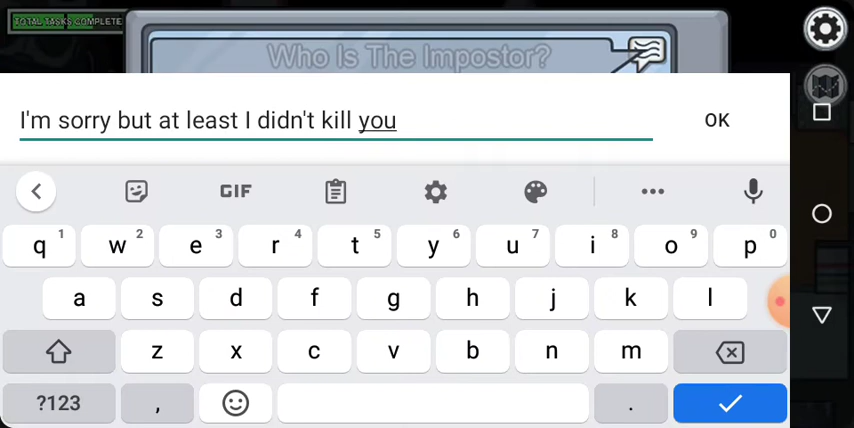 TOTAL TASKS COMPLETE
Who Is The Impostor?
I'm sorry but at least I didn't kill you
OK
GIF
q 1 w 2 e 3 r 4 t 5 y 6 u 7 i 8 o 9 p 0
a s d f g h j k l
z x c v b n m
?123 , .